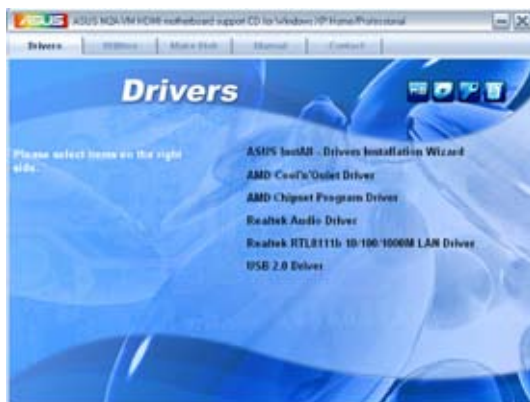 ASUS ASUS M2A-VM HDMI motherboard support CD for Windows XP Home/Professional
Drivers Utilities Make Disk Manual Contact
Drivers
Please select items on the right
side.
ASUS InstAll - Drivers Installation Wizard
AMD Cool'n'Quiet Driver
AMD Chipset Program Driver
Realtek Audio Driver
Realtek RTL8111b 10/100/1000M LAN Driver
USB 2.0 Driver